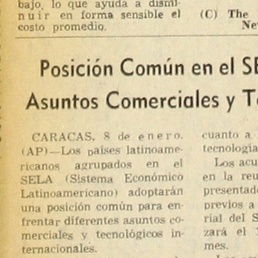 bajo, lo que ayuda a dismi-
nuir en forma sensible el
costo promedio.
(C) The
Ne
Posición Común en el SE
Asuntos Comerciales y T
CARACAS, 8 de enero.
(AP)—Los países latinoame-
ricanos agrupados en el
SELA (Sistema Económico
Latinoamericano) adoptarán
una posición común para en-
frentar diferentes asuntos co-
merciales y tecnológicos in-
ternacionales.
cuanto a
tecnología
Los acu
en la reu
presentado
previos a
rial del S
zará el
mes.